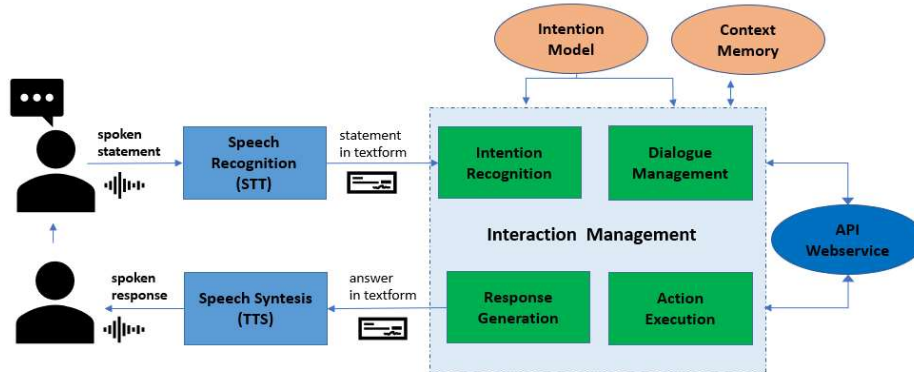 Intention
Model
Context
Memory
spoken
statement
Speech
Recognition
(STT)
statement
in textform
Intention
Recognition
Dialogue
Management
Interaction Management
API
Webservice
spoken
response
Speech Syntesis
(TTS)
answer
in textform
Response
Generation
Action
Execution